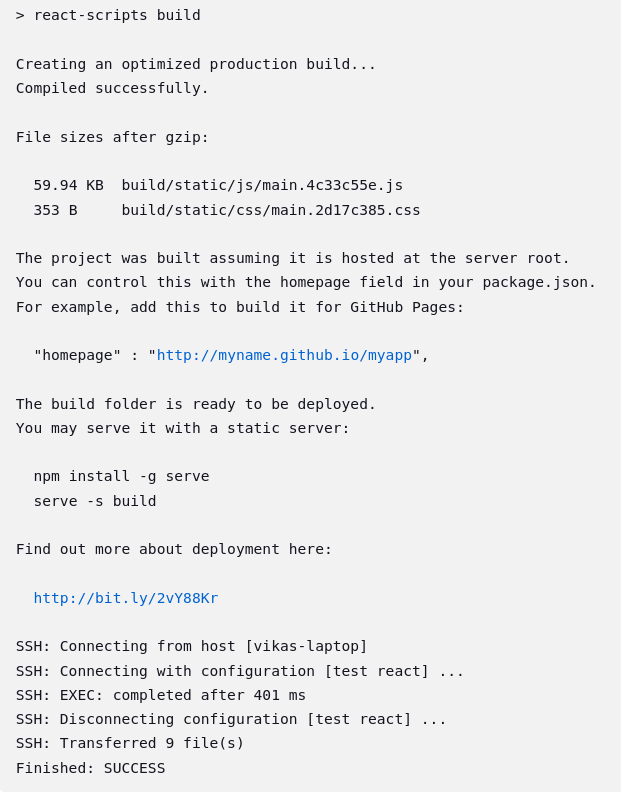 > react-scripts build
Creating an optimized production build...
Compiled successfully.
File sizes after gzip:
59.94 KB  build/static/js/main.4c33c55e.js
353 B     build/static/css/main.2d17c385.css
The project was built assuming it is hosted at the server root.
You can control this with the homepage field in your package.json.
For example, add this to build it for GitHub Pages:
"homepage" : "http://myname.github.io/myapp",
The build folder is ready to be deployed.
You may serve it with a static server:
npm install -g serve
serve -s build
Find out more about deployment here:
http://bit.ly/2vY88Kr
SSH: Connecting from host [vikas-laptop]
SSH: Connecting with configuration [test react] ...
SSH: EXEC: completed after 401 ms
SSH: Disconnecting configuration [test react] ...
SSH: Transferred 9 file(s)
Finished: SUCCESS